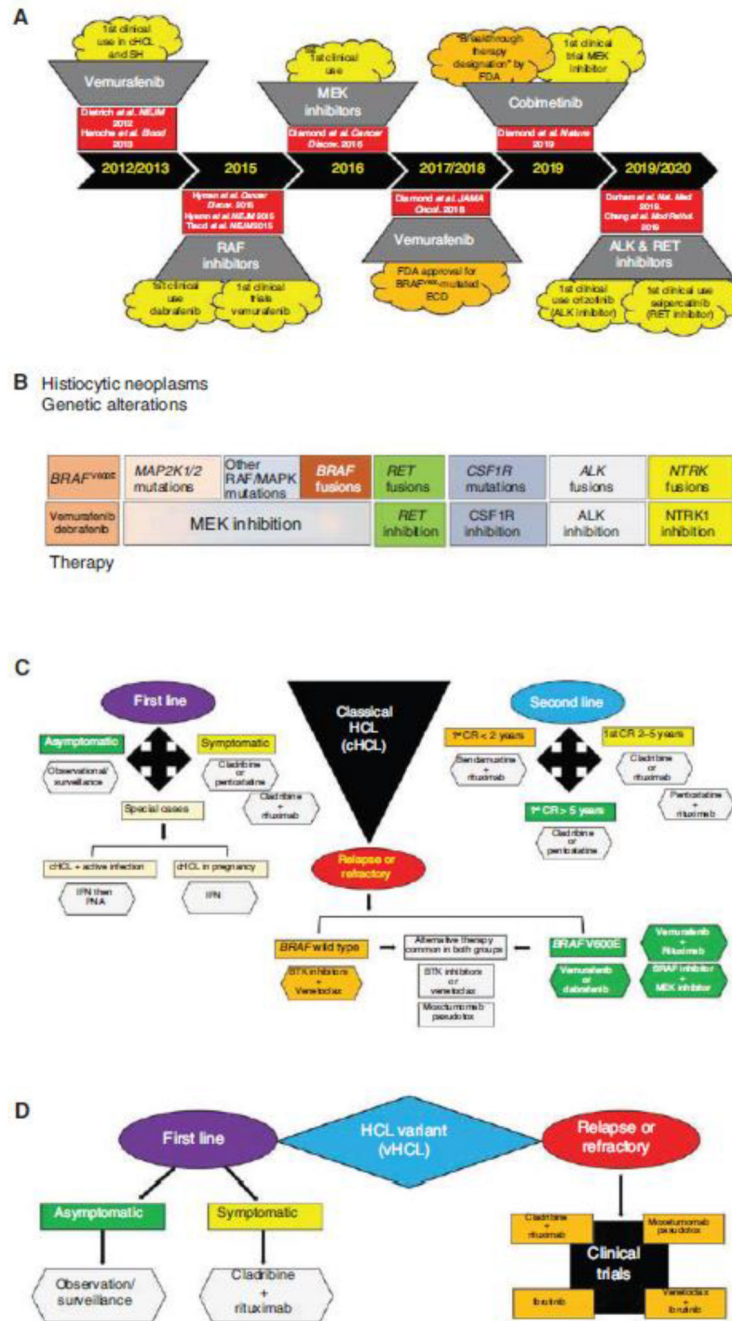 A
1st clinical
use in cHCL
and SH
Vemurafenib
Dietrich et al. NEJM
2012
Haroche et al. Blood
2013
1st clinical
use
MEK
inhibitors
Diamond et al. Cancer
Discov. 2016
"Breakthrough
therapy
designation" by
FDA
1st clinical
trial MEK
inhibitor
Cobimetinib
Diamond et al. Nature
2019
2012/2013
2015
2016
2017/2018
2019
2019/2020
Hyman et al. Cancer
Discov. 2015
Hyman et al. NEJM 2015
Tiacci et al. NEJM 2015
RAF
inhibitors
1st clinical
use
dabrafenib
1st clinical
trials
vemurafenib
Diamond et al. JAMA
Oncol. 2018
Vemurafenib
FDA approval for
BRAFV600-mutated
ECD
Durham et al. Nat. Med
2019.
Chang et al. Mod Pathol.
2019
ALK & RET
inhibitors
1st clinical
use crizotinib
(ALK inhibitor)
1st clinical use
selpercatinib
(RET inhibitor)
B
Histiocytic neoplasms
Genetic alterations
BRAFV600E
MAP2K1/2
mutations
Other
RAF/MAPK
mutations
BRAF
fusions
RET
fusions
CSF1R
mutations
ALK
fusions
NTRK
fusions
Vemurafenib
debrafenib
MEK inhibition
RET
inhibition
CSF1R
inhibition
ALK
inhibition
NTRK1
inhibition
Therapy
C
First line
Asymptomatic
Observational/
surveillance
Symptomatic
Cladribine
or
pentostatine
Cladribine
+
rituximab
Special cases
cHCL + active infection
IFN then
PNA
cHCL in pregnancy
IFN
Classical
HCL
(cHCL)
Second line
1st CR < 2 years
Bendamustine
+
rituximab
1st CR 2–5 years
Cladribine
or
rituximab
Pentostatin
+
rituximab
1st CR > 5 years
Cladribine
or
pentostatine
Relapse or
refractory
BRAF wild type
BTK inhibitors
+
Venetoclax
Alternative therapy
common in both groups
BTK inhibitors
or
venetoclax
Moxetumomab
pasudotox
BRAF V600E
Vemurafenib
or
dabrafenib
Vemurafenib
+
Rituximab
BRAF inhibitor
+
MEK inhibitor
D
First line
HCL variant
(vHCL)
Relapse or
refractory
Asymptomatic
Symptomatic
Observation/
surveillance
Cladribine
+
rituximab
Cladribine
+
rituximab
Moxetumomab
pasudotox
Clinical
trials
Ibrutinib
Venetoclax
+
ibrutinib